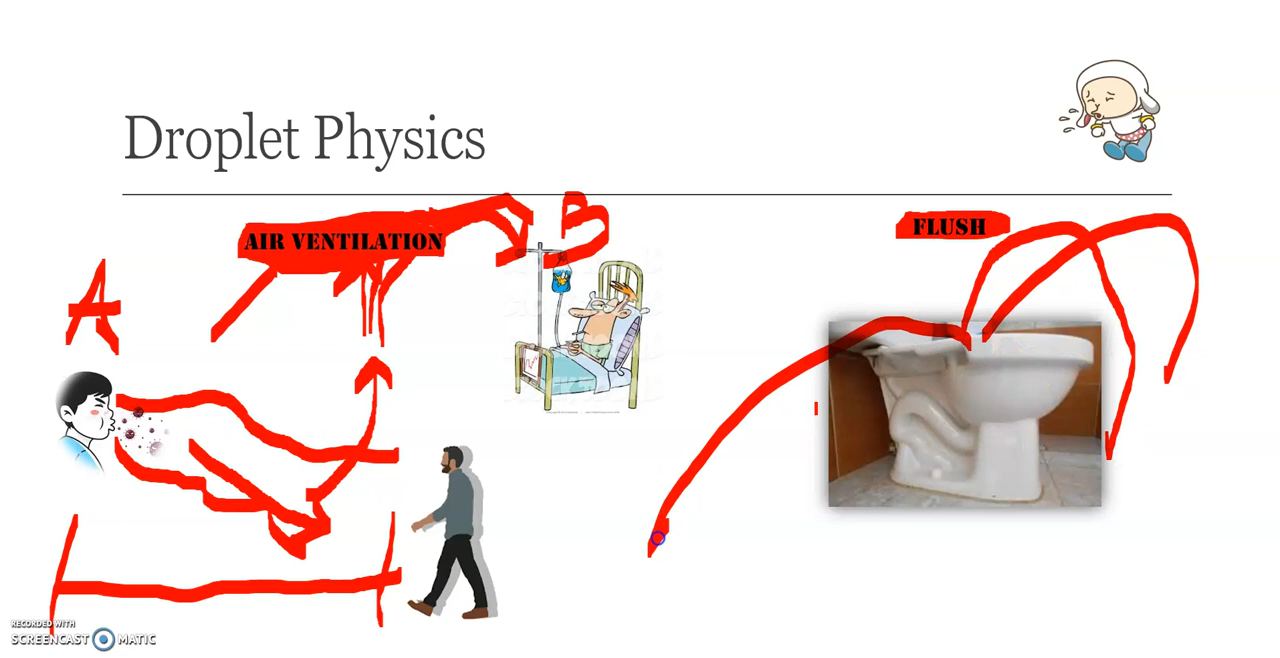 Droplet Physics
AIR VENTILATION
B
FLUSH
A
RECORDED WITH
SCREENCAST MATIC